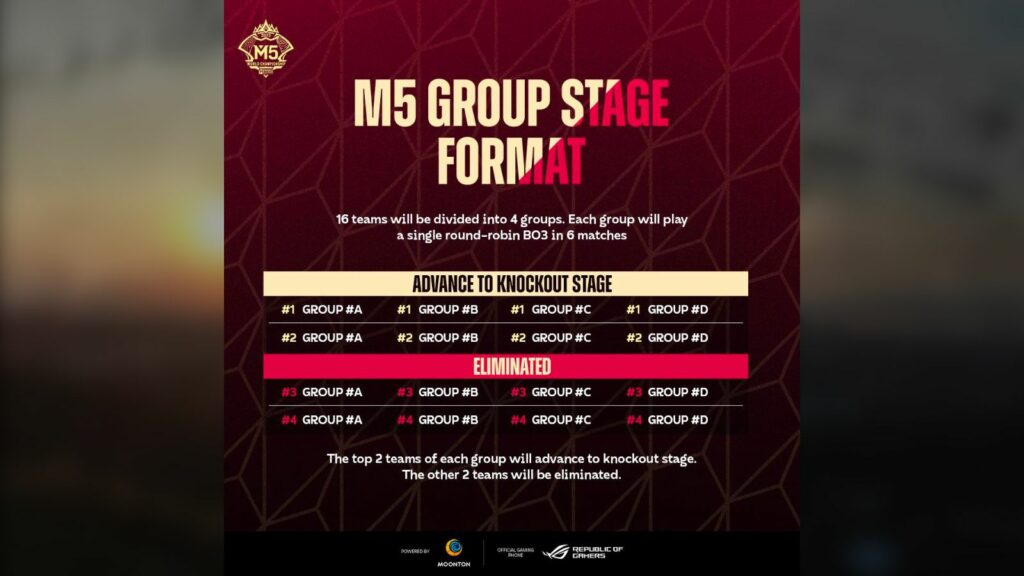 M5
WORLD CHAMPIONSHIP
M5 GROUP STAGE
FORMAT
16 teams will be divided into 4 groups. Each group will play
a single round-robin BO3 in 6 matches
ADVANCE TO KNOCKOUT STAGE
#1 GROUP #A #1 GROUP #B #1 GROUP #C #1 GROUP #D
#2 GROUP #A #2 GROUP #B #2 GROUP #C #2 GROUP #D
ELIMINATED
#3 GROUP #A #3 GROUP #B #3 GROUP #C #3 GROUP #D
#4 GROUP #A #4 GROUP #B #4 GROUP #C #4 GROUP #D
The top 2 teams of each group will advance to knockout stage.
The other 2 teams will be eliminated.
POWERED BY
MOONTON
OFFICIAL GAMING
PHONE
REPUBLIC OF
GAMERS